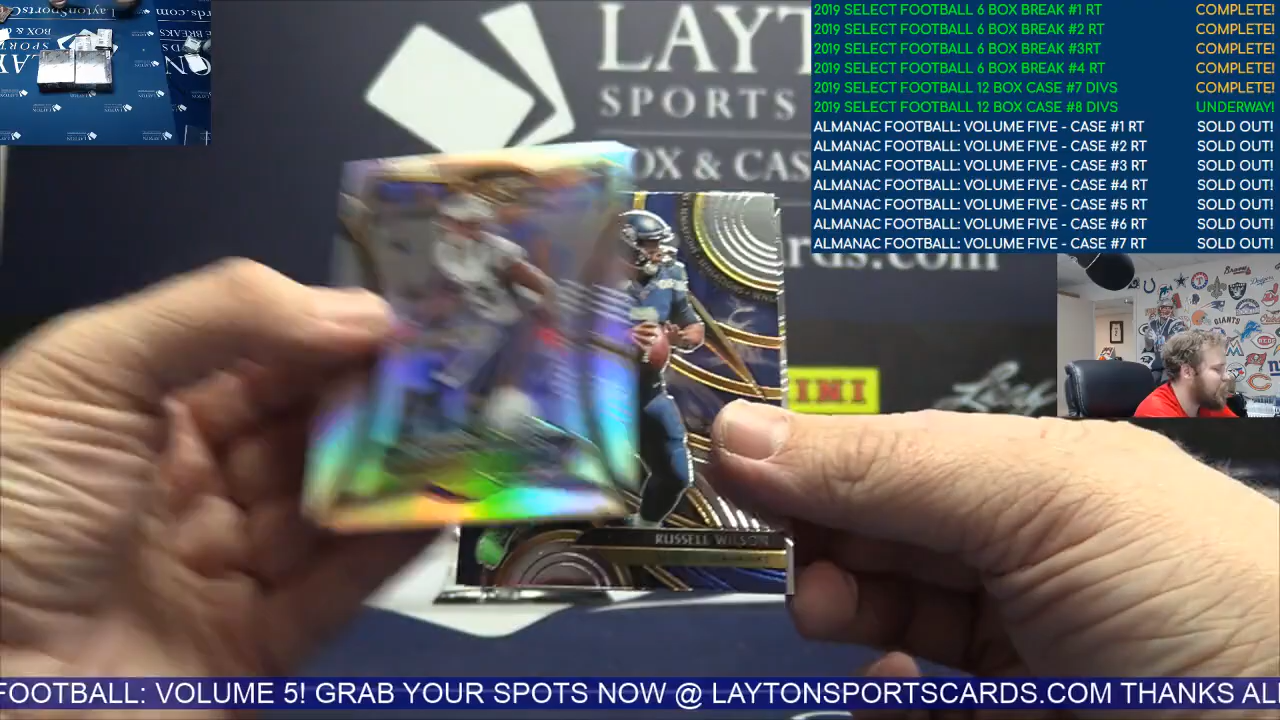 2019 SELECT FOOTBALL 6 BOX BREAK #1 RT COMPLETE!
2019 SELECT FOOTBALL 6 BOX BREAK #2 RT COMPLETE!
2019 SELECT FOOTBALL 6 BOX BREAK #3RT COMPLETE!
2019 SELECT FOOTBALL 6 BOX BREAK #4 RT COMPLETE!
2019 SELECT FOOTBALL 12 BOX CASE #7 DIVS COMPLETE!
2019 SELECT FOOTBALL 12 BOX CASE #8 DIVS UNDERWAY!
ALMANAC FOOTBALL: VOLUME FIVE - CASE #1 RT SOLD OUT!
ALMANAC FOOTBALL: VOLUME FIVE - CASE #2 RT SOLD OUT!
ALMANAC FOOTBALL: VOLUME FIVE - CASE #3 RT SOLD OUT!
ALMANAC FOOTBALL: VOLUME FIVE - CASE #4 RT SOLD OUT!
ALMANAC FOOTBALL: VOLUME FIVE - CASE #5 RT SOLD OUT!
ALMANAC FOOTBALL: VOLUME FIVE - CASE #6 RT SOLD OUT!
ALMANAC FOOTBALL: VOLUME FIVE - CASE #7 RT SOLD OUT!
LAYT
SPORTS
OX & CAS
ds.com
INIMI
Leaf
GIANTS
RUSSELL WILSON
FOOTBALL: VOLUME 5! GRAB YOUR SPOTS NOW @ LAYTONSPORTSCARDS.COM THANKS AL